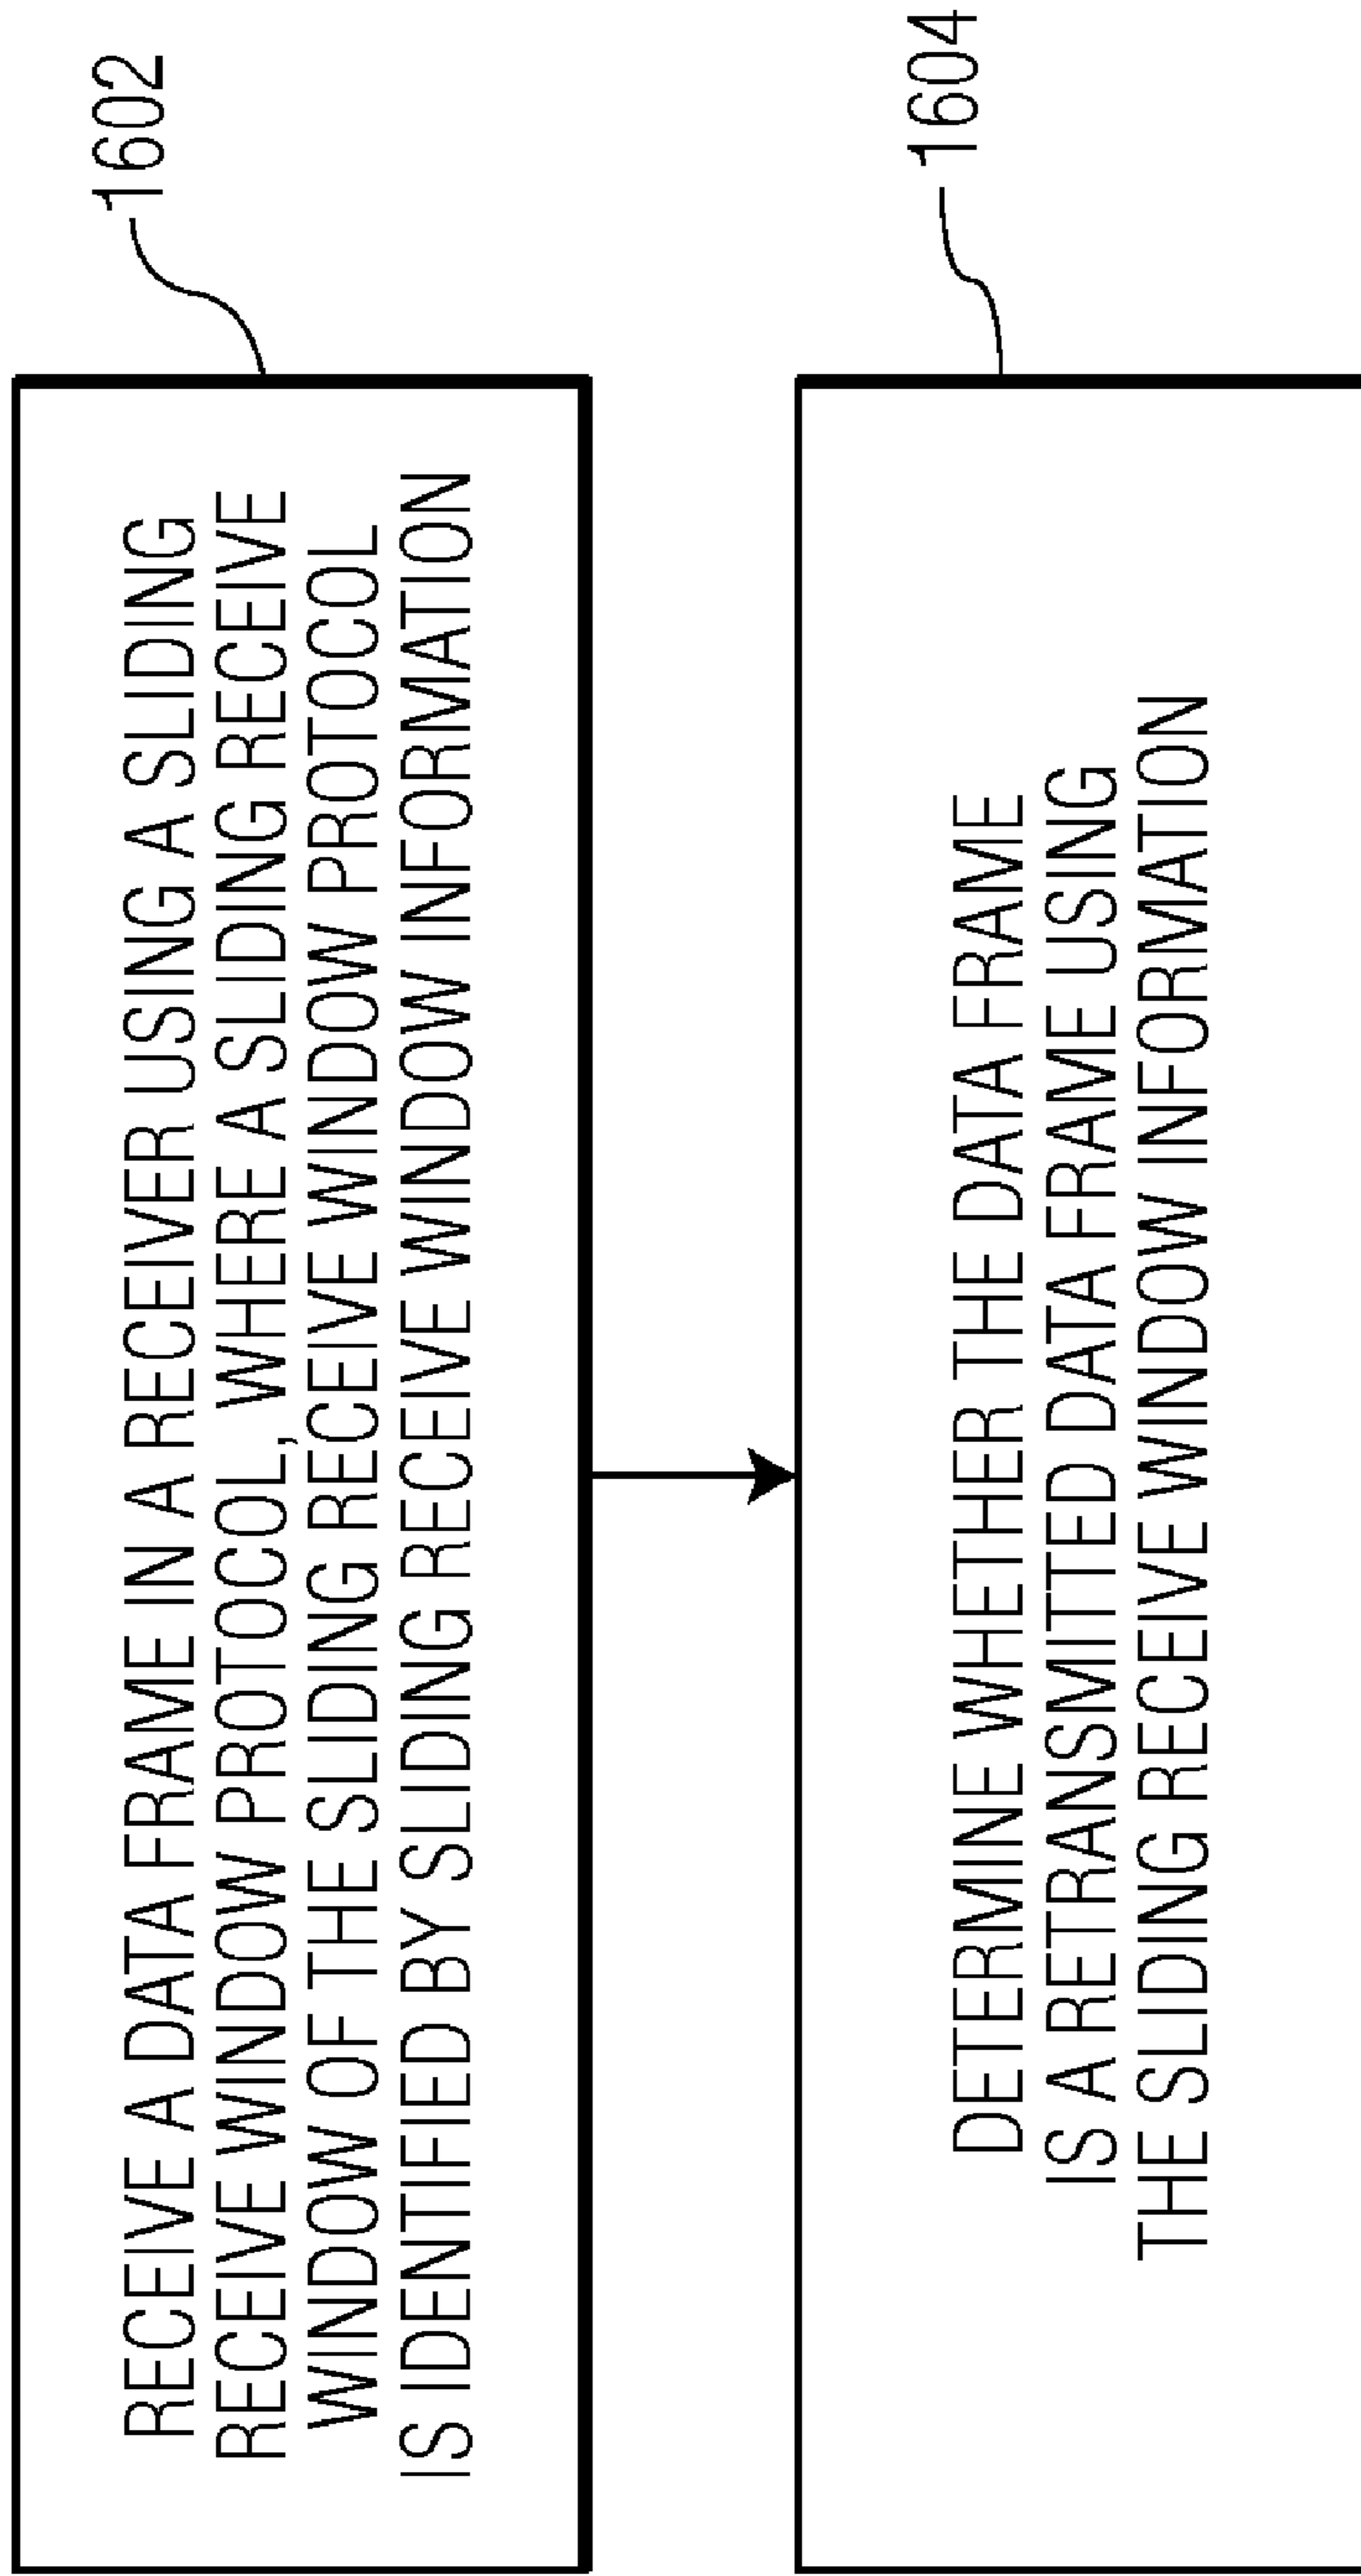 RECEIVE A DATA FRAME IN A RECEIVER USING A SLIDING
RECEIVE WINDOW PROTOCOL, WHERE A SLIDING RECEIVE
WINDOW OF THE SLIDING RECEIVE WINDOW PROTOCOL
IS IDENTIFIED BY SLIDING RECEIVE WINDOW INFORMATION
1602
DETERMINE WHETHER THE DATA FRAME
IS A RETRANSMITTED DATA FRAME USING
THE SLIDING RECEIVE WINDOW INFORMATION
1604